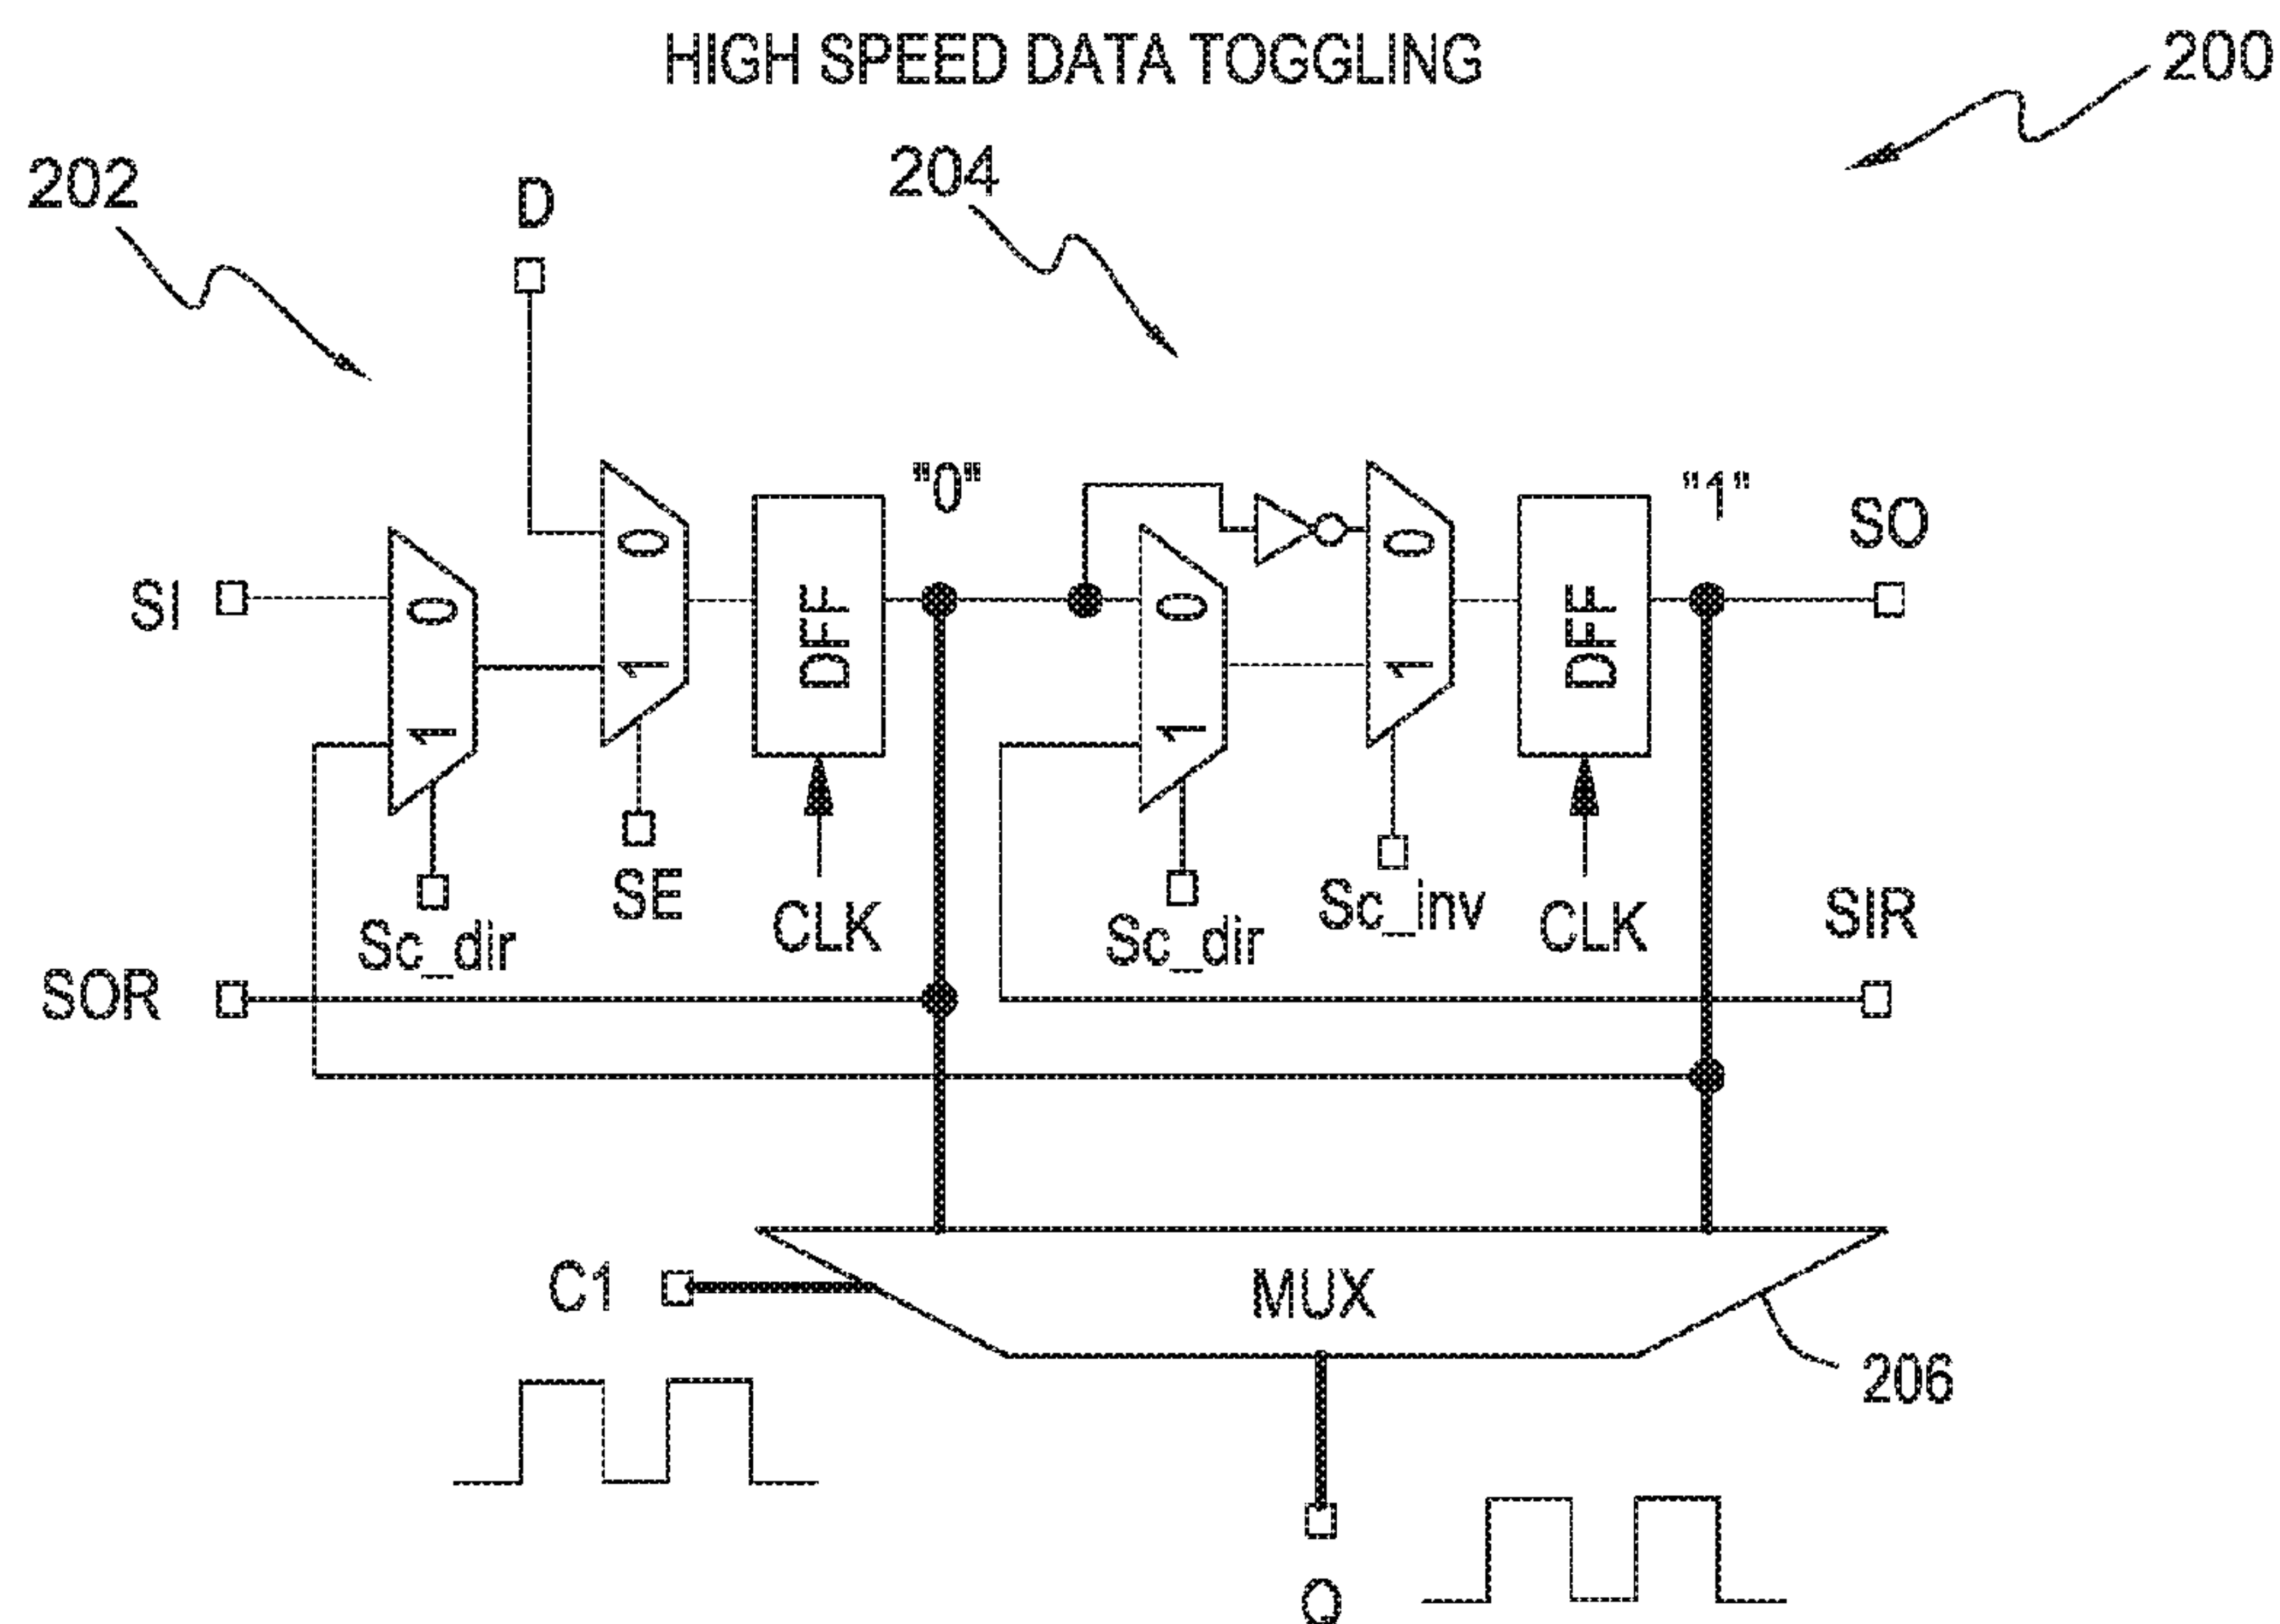 HIGH SPEED DATA TOGGLING
200
202
D
204
"0"
"1"
SO
SI
0
1
0
1
DFF
0
1
0
1
DFF
Sc_dir
SE
CLK
Sc_dir
Sc_inv
CLK
SIR
SOR
C1
MUX
206
Q